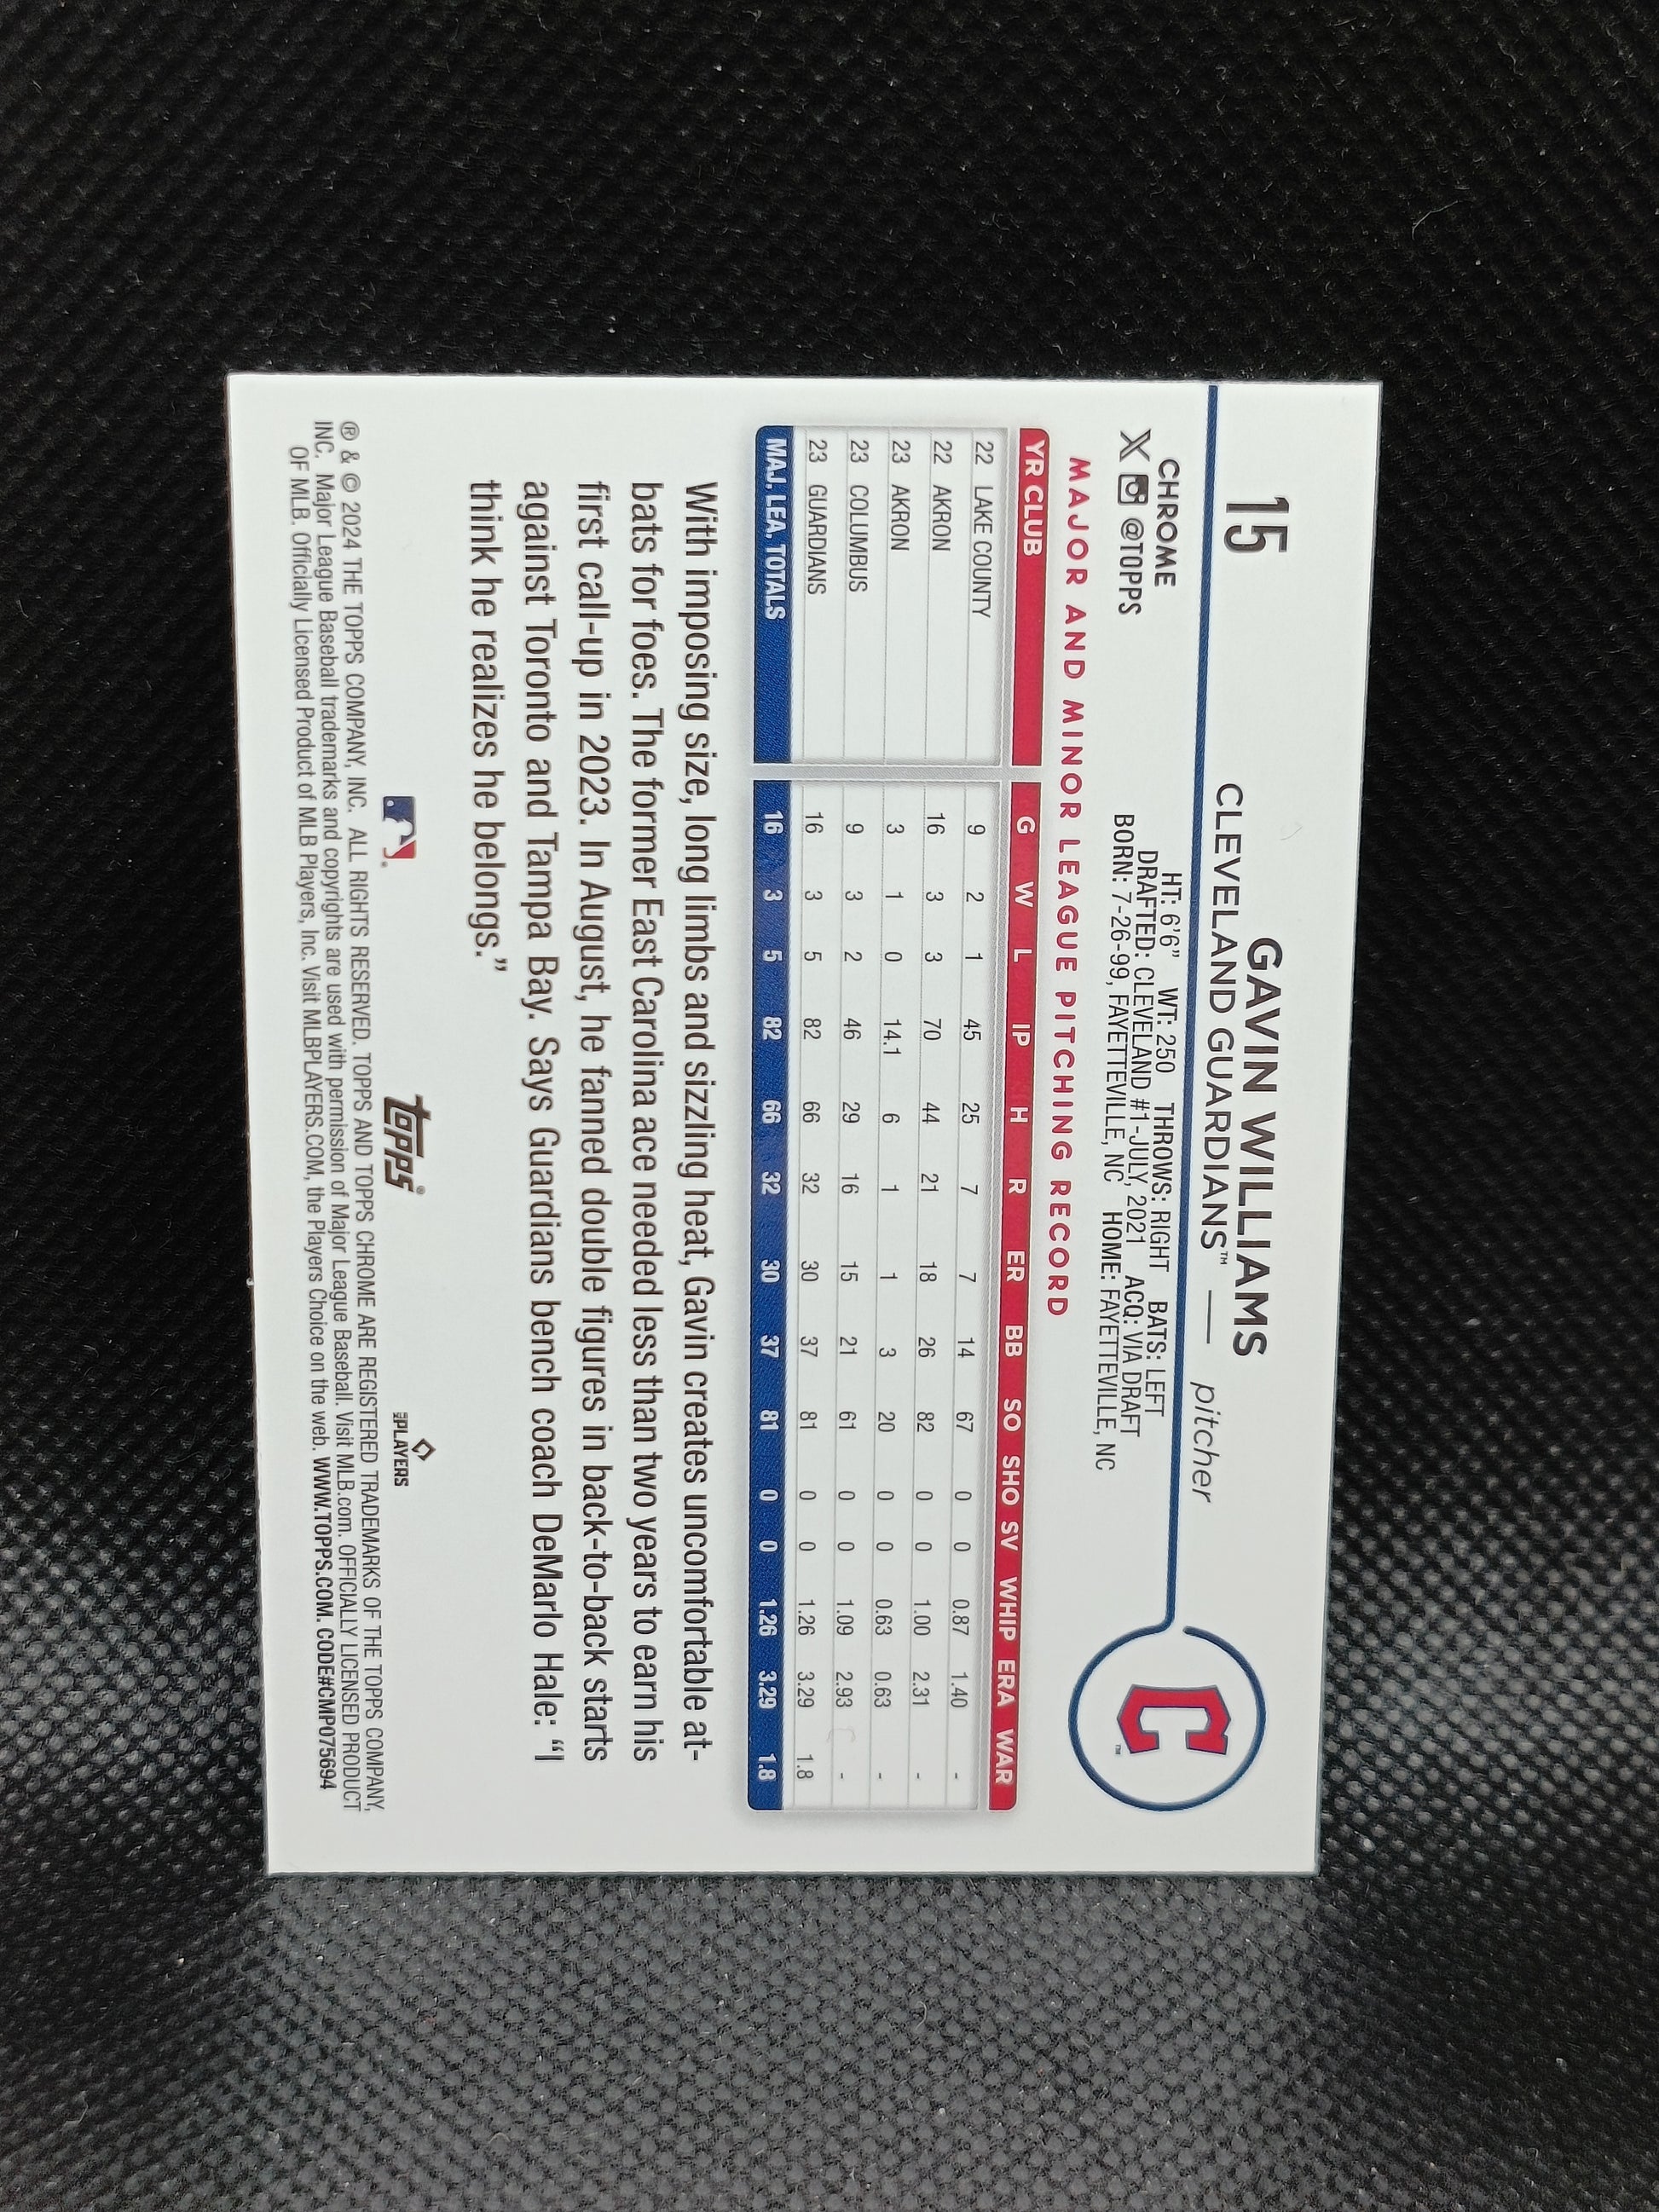 15
GAVIN WILLIAMS
CLEVELAND GUARDIANS™ — pitcher
CHROME
@TOPPS
HT: 6'6" WT: 250 THROWS: RIGHT BATS: LEFT
DRAFTED: CLEVELAND #1-JULY, 2021 ACQ: VIA DRAFT
BORN: 7-26-99, FAYETTEVILLE, NC HOME: FAYETTEVILLE, NC
C™
MAJOR AND MINOR LEAGUE PITCHING RECORD
YR CLUB G W L IP H R ER BB SO SHO SV WHIP ERA WAR
22 LAKE COUNTY 9 2 1 45 25 7 7 14 67 0 0 0.87 1.40 -
22 AKRON 16 3 3 70 44 21 18 26 82 0 0 1.00 2.31 -
23 AKRON 3 1 0 14.1 6 1 1 3 20 0 0 0.63 0.63 -
23 COLUMBUS 9 3 2 46 29 16 15 21 61 0 0 1.09 2.93 -
23 GUARDIANS 16 3 5 82 66 32 30 37 81 0 0 1.26 3.29 1.8
MAJ. LEA. TOTALS 16 3 5 82 66 32 30 37 81 0 0 1.26 3.29 1.8
With imposing size, long limbs and sizzling heat, Gavin creates uncomfortable at-
bats for foes. The former East Carolina ace needed less than two years to earn his
first call-up in 2023. In August, he fanned double figures in back-to-back starts
against Toronto and Tampa Bay. Says Guardians bench coach DeMarlo Hale: “I
think he realizes he belongs.”
topps®
PLAYERS
® & © 2024 THE TOPPS COMPANY, INC. ALL RIGHTS RESERVED. TOPPS AND TOPPS CHROME ARE REGISTERED TRADEMARKS OF THE TOPPS COMPANY,
INC. Major League Baseball trademarks and copyrights are used with permission of Major League Baseball. Visit MLB.com. OFFICIALLY LICENSED PRODUCT
OF MLB. Officially Licensed Product of MLB Players, Inc. Visit MLBPLAYERS.COM, the Players Choice on the web. WWW.TOPPS.COM. CODE#CMP075694